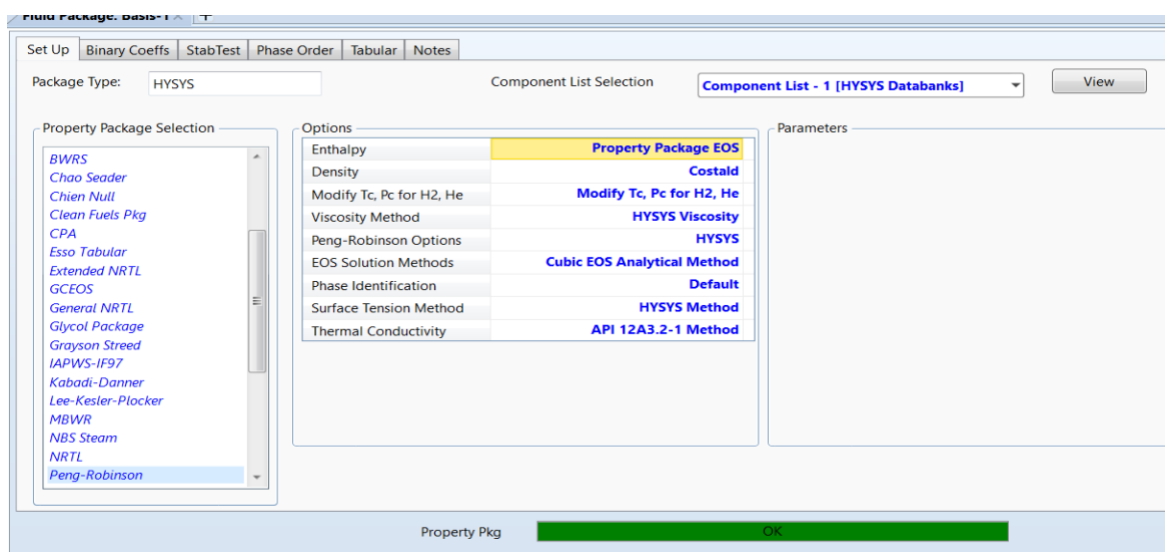 Fluid Package: Basis-1 × +
Set Up Binary Coeffs StabTest Phase Order Tabular Notes
Package Type: HYSYS Component List Selection Component List - 1 [HYSYS Databanks] View
Property Package Selection Options Parameters
BWRS
Chao Seader
Chien Null
Clean Fuels Pkg
CPA
Esso Tabular
Extended NRTL
GCEOS
General NRTL
Glycol Package
Grayson Streed
IAPWS-IF97
Kabadi-Danner
Lee-Kesler-Plocker
MBWR
NBS Steam
NRTL
Peng-Robinson
Enthalpy Property Package EOS
Density Costald
Modify Tc, Pc for H2, He Modify Tc, Pc for H2, He
Viscosity Method HYSYS Viscosity
Peng-Robinson Options HYSYS
EOS Solution Methods Cubic EOS Analytical Method
Phase Identification Default
Surface Tension Method HYSYS Method
Thermal Conductivity API 12A3.2-1 Method
Property Pkg OK